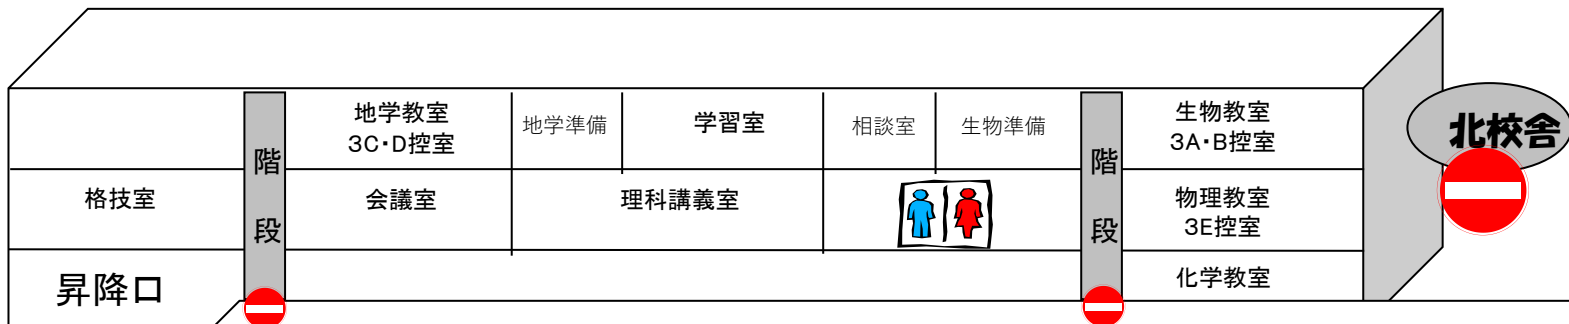 地学教室
3C・D控室
地学準備
学習室
相談室
生物準備
生物教室
3A・B控室
北校舎
階
段
階
段
格技室
会議室
理科講義室
物理教室
3E控室
昇降口
化学教室